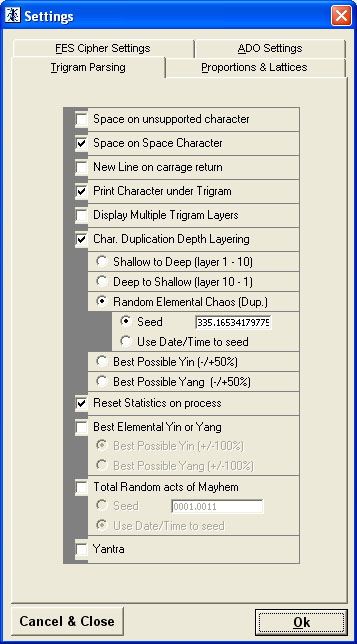 Settings
FES Cipher Settings
ADO Settings
Trigram Parsing
Proportions & Lattices
Space on unsupported character
Space on Space Character
New Line on carrage return
Print Character under Trigram
Display Multiple Trigram Layers
Char. Duplication Depth Layering
Shallow to Deep (layer 1 - 10)
Deep to Shallow (layer 10 - 1)
Random Elemental Chaos (Dup.)
Seed 335.16534179775
Use Date/Time to seed
Best Possible Yin (-/+50%)
Best Possible Yang (-/+50%)
Reset Statistics on process
Best Elemental Yin or Yang
Best Possible Yin (+/-100%)
Best Possible Yang (+/-100%)
Total Random acts of Mayhem
Seed 0001.0011
Use Date/Time to seed
Yantra
Cancel & Close
Ok